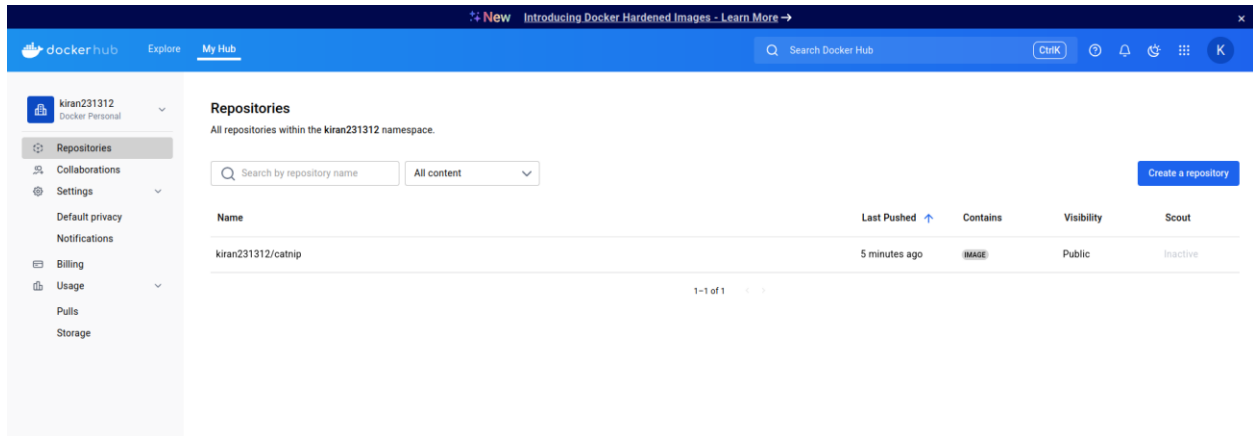 New Introducing Docker Hardened Images - Learn More →
dockerhub Explore My Hub Search Docker Hub CtrlK K
kiran231312
Docker Personal
Repositories
Collaborations
Settings
Default privacy
Notifications
Billing
Usage
Pulls
Storage
Repositories
All repositories within the kiran231312 namespace.
Search by repository name All content Create a repository
Name Last Pushed ↑ Contains Visibility Scout
kiran231312/catnip 5 minutes ago IMAGE Public Inactive
1–1 of 1